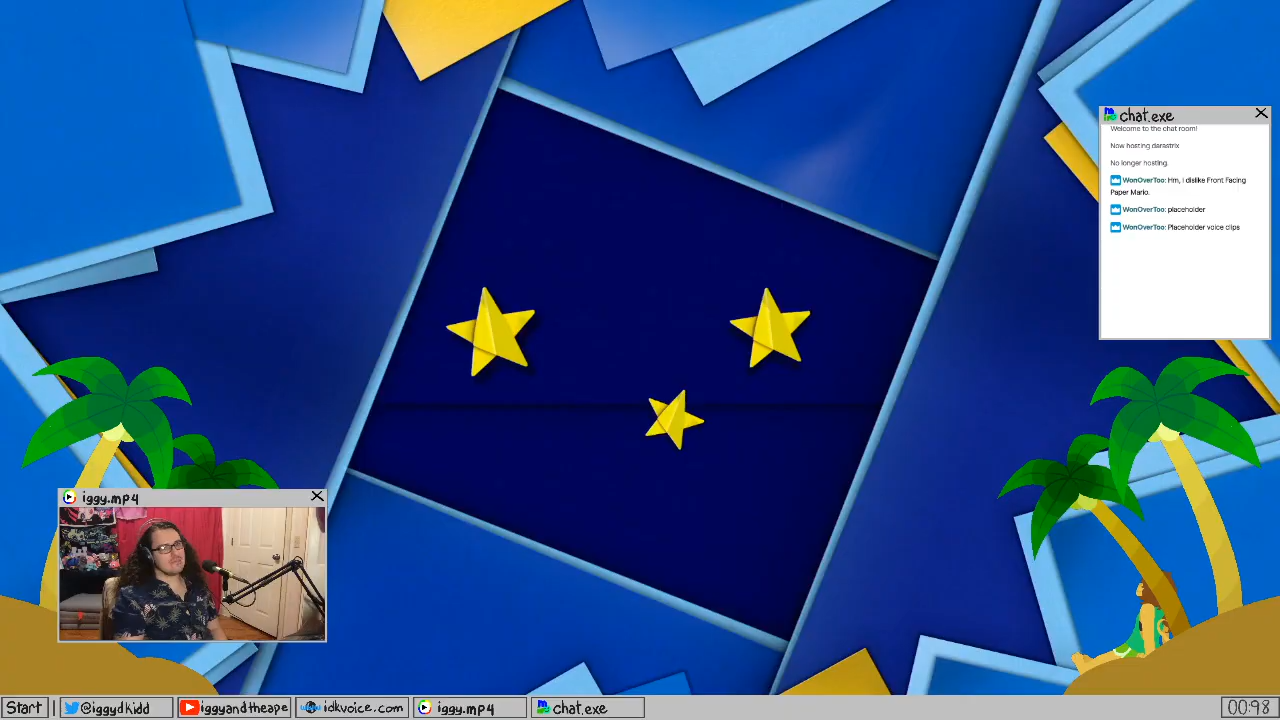 chat.exe
Welcome to the chat room!
Now hosting darastrix
No longer hosting.
WonOverToo: Hm, i dislike Front Facing
Paper Mario.
WonOverToo: placeholder
WonOverToo: Placeholder voice clips
iggy.mp4
Start | @iggydkidd iggyandtheape www idkvoice.com iggy.mp4 chat.exe 00:98